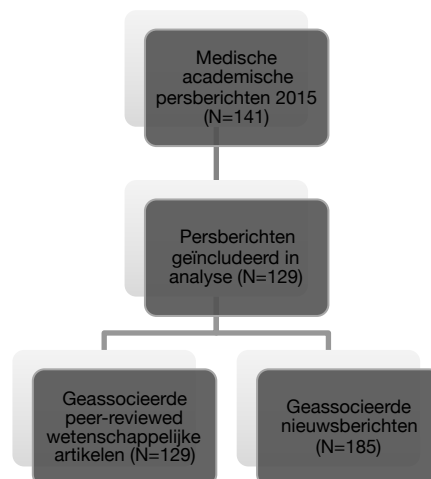 Medische
academische
persberichten 2015
(N=141)
Persberichten
geïncludeerd in
analyse (N=129)
Geassocieerde
peer-reviewed
wetenschappelijke
artikelen (N=129)
Geassocieerde
nieuwsberichten
(N=185)